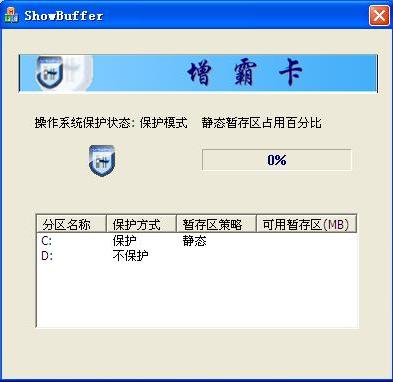 ShowBuffer
增霸卡
操作系统保护状态: 保护模式 静态暂存区占用百分比
0%
分区名称 保护方式 暂存区策略 可用暂存区(MB)
C: 保护 静态
D: 不保护